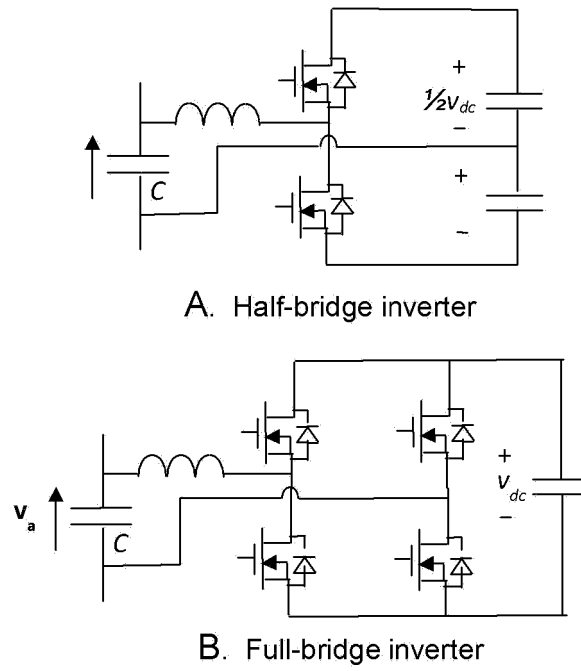 +
½v_dc
−
+
−
C
A. Half-bridge inverter
+
v_dc
−
v_a
C
B. Full-bridge inverter